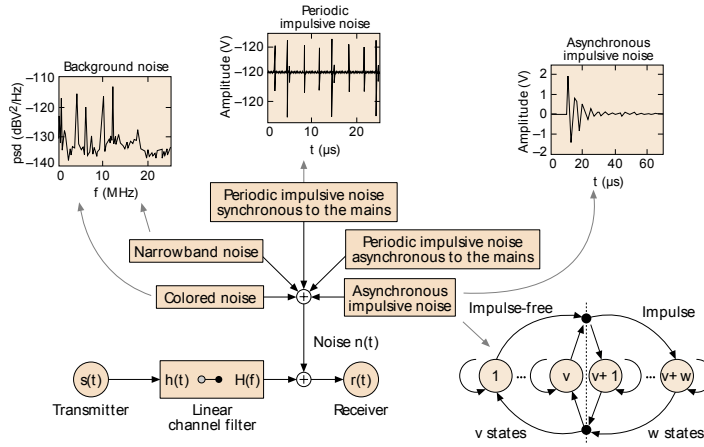 Background noise
psd (dBV²/Hz)
−110
−120
−130
−140
0
10
20
f (MHz)
Periodic
impulsive noise
Amplitude (V)
−120
−120
−120
0
10
20
t (µs)
Asynchronous
impulsive noise
Amplitude (V)
2
1
0
−1
−2
0
20
40
60
t (µs)
Periodic impulsive noise
synchronous to the mains
Narrowband noise
Periodic impulsive noise
asynchronous to the mains
Colored noise
Asynchronous
impulsive noise
Noise n(t)
s(t)
h(t)
H(f)
r(t)
Transmitter
Linear
channel filter
Receiver
Impulse-free
Impulse
1
...
v
v+ 1
...
v+ w
v states
w states